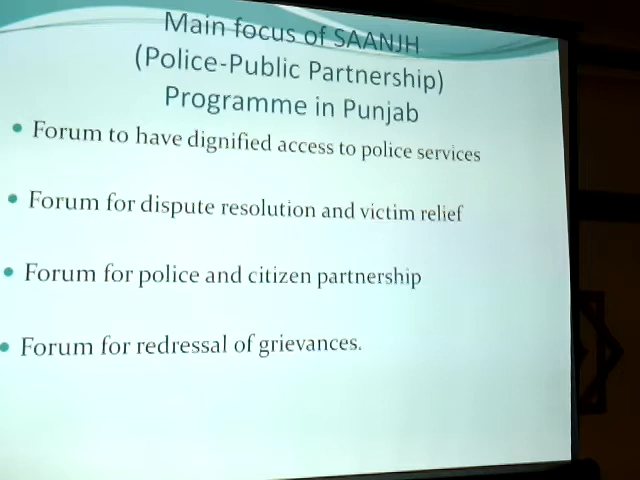 Main focus of SAANJH
(Police-Public Partnership)
Programme in Punjab
• Forum to have dignified access to police services
• Forum for dispute resolution and victim relief
• Forum for police and citizen partnership
• Forum for redressal of grievances.